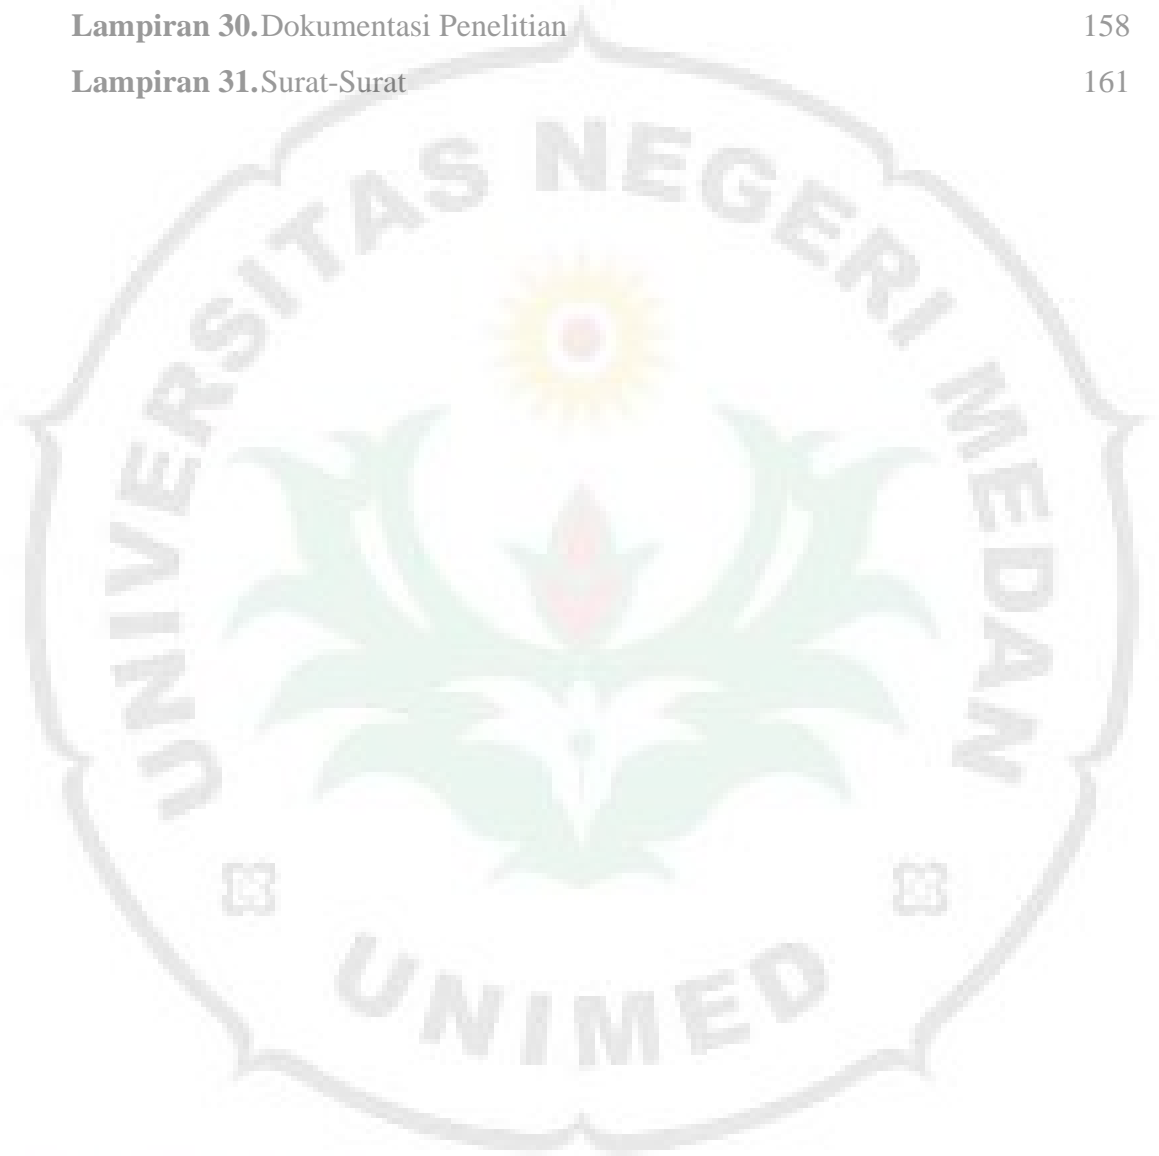 Lampiran 30. Dokumentasi Penelitian 158
Lampiran 31. Surat-Surat 161
UNIVERSITAS NEGERI MEDAN
UNIMED